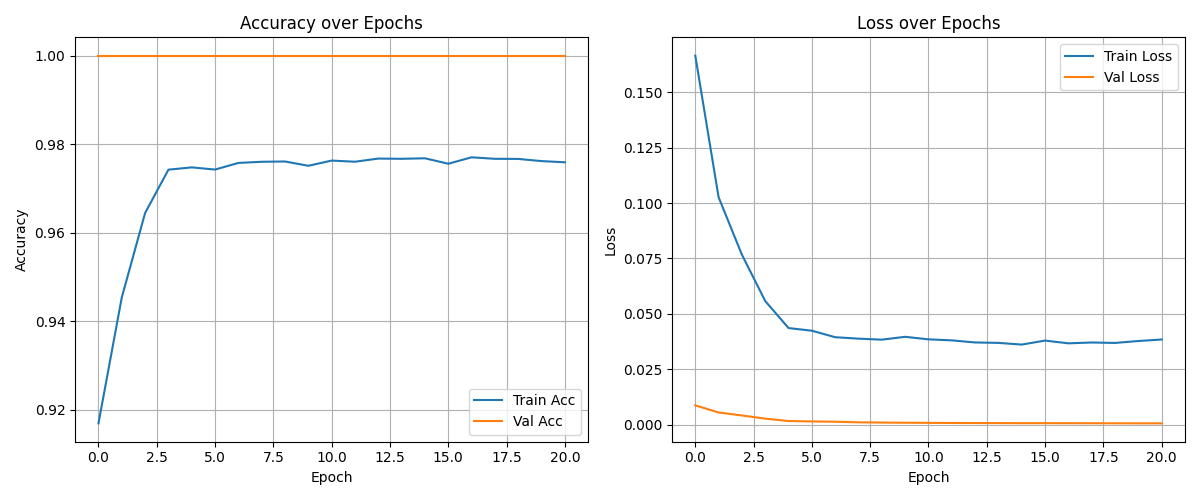 Accuracy over Epochs
1.00
0.98
0.96
0.94
0.92
Accuracy
0.0 2.5 5.0 7.5 10.0 12.5 15.0 17.5 20.0
Epoch
Train Acc
Val Acc
Loss over Epochs
0.150
0.125
0.100
0.075
0.050
0.025
0.000
Loss
0.0 2.5 5.0 7.5 10.0 12.5 15.0 17.5 20.0
Epoch
Train Loss
Val Loss